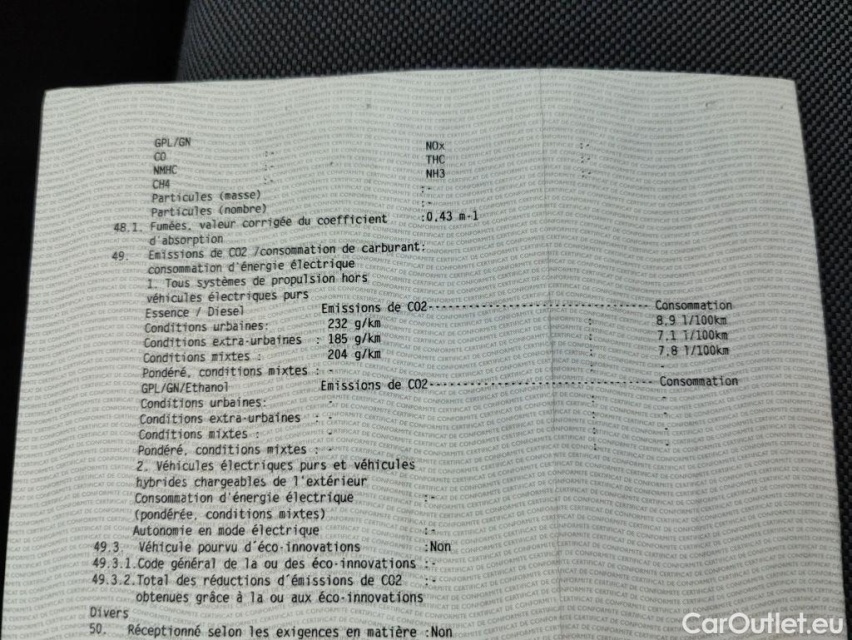 GPL/GN
CO :- NOx :-
NMHC :- THC
CH4 :- NH3 :-
Particules (masse) :-
Particules (nombre) :-
48.1. Fumées, valeur corrigée du coefficient :0.43 m-1
d'absorption
49. Emissions de CO2 /consommation de carburant:
consommation d'énergie électrique
1. Tous systèmes de propulsion hors
véhicules électriques purs
Essence / Diesel Emissions de CO2 Consommation
Conditions urbaines: 232 g/km : 8.9 l/100km
Conditions extra-urbaines : 185 g/km : 7.1 l/100km
Conditions mixtes : 204 g/km : 7.8 l/100km
Pondéré, conditions mixtes : - : -
GPL/GN/Ethanol Emissions de CO2 Consommation
Conditions urbaines: - : -
Conditions extra-urbaines : - : -
Conditions mixtes : - : -
Pondéré, conditions mixtes : - : -
2. Véhicules électriques purs et véhicules
hybrides chargeables de l'extérieur
Consommation d'énergie électrique :-
(pondérée, conditions mixtes)
Autonomie en mode électrique :-
49.3. Véhicule pourvu d'éco-innovations :Non
49.3.1.Code général de la ou des éco-innovations :-
49.3.2.Total des réductions d'émissions de CO2 :-
obtenues grâce à la ou aux éco-innovations
Divers
50. Réceptionné selon les exigences en matière :Non
CarOutlet.eu